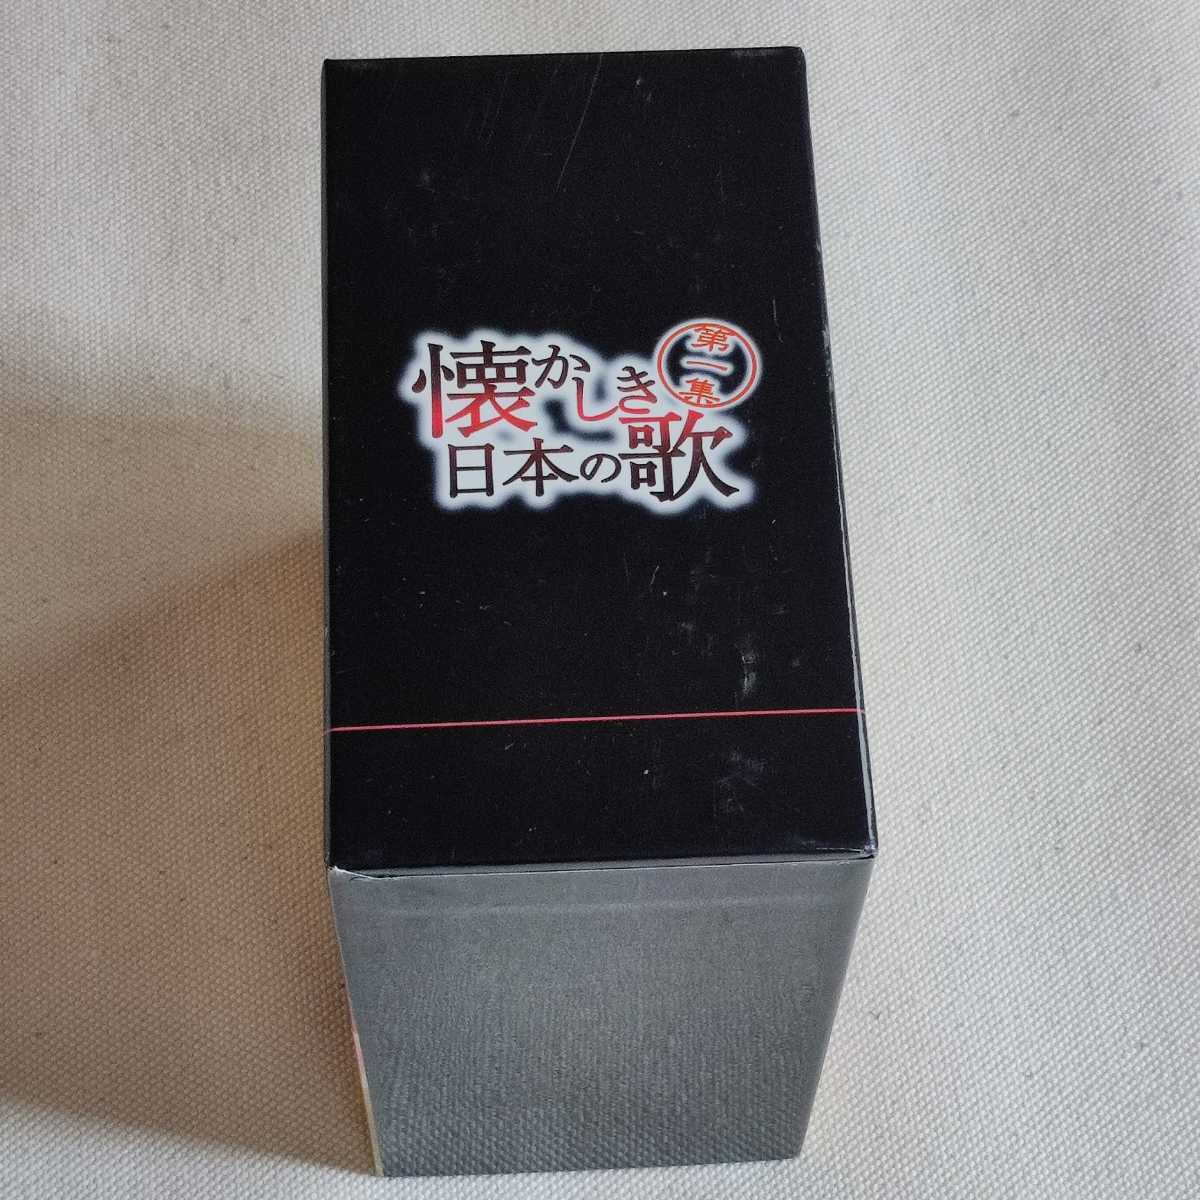 懐かしき
日本の歌
第一集